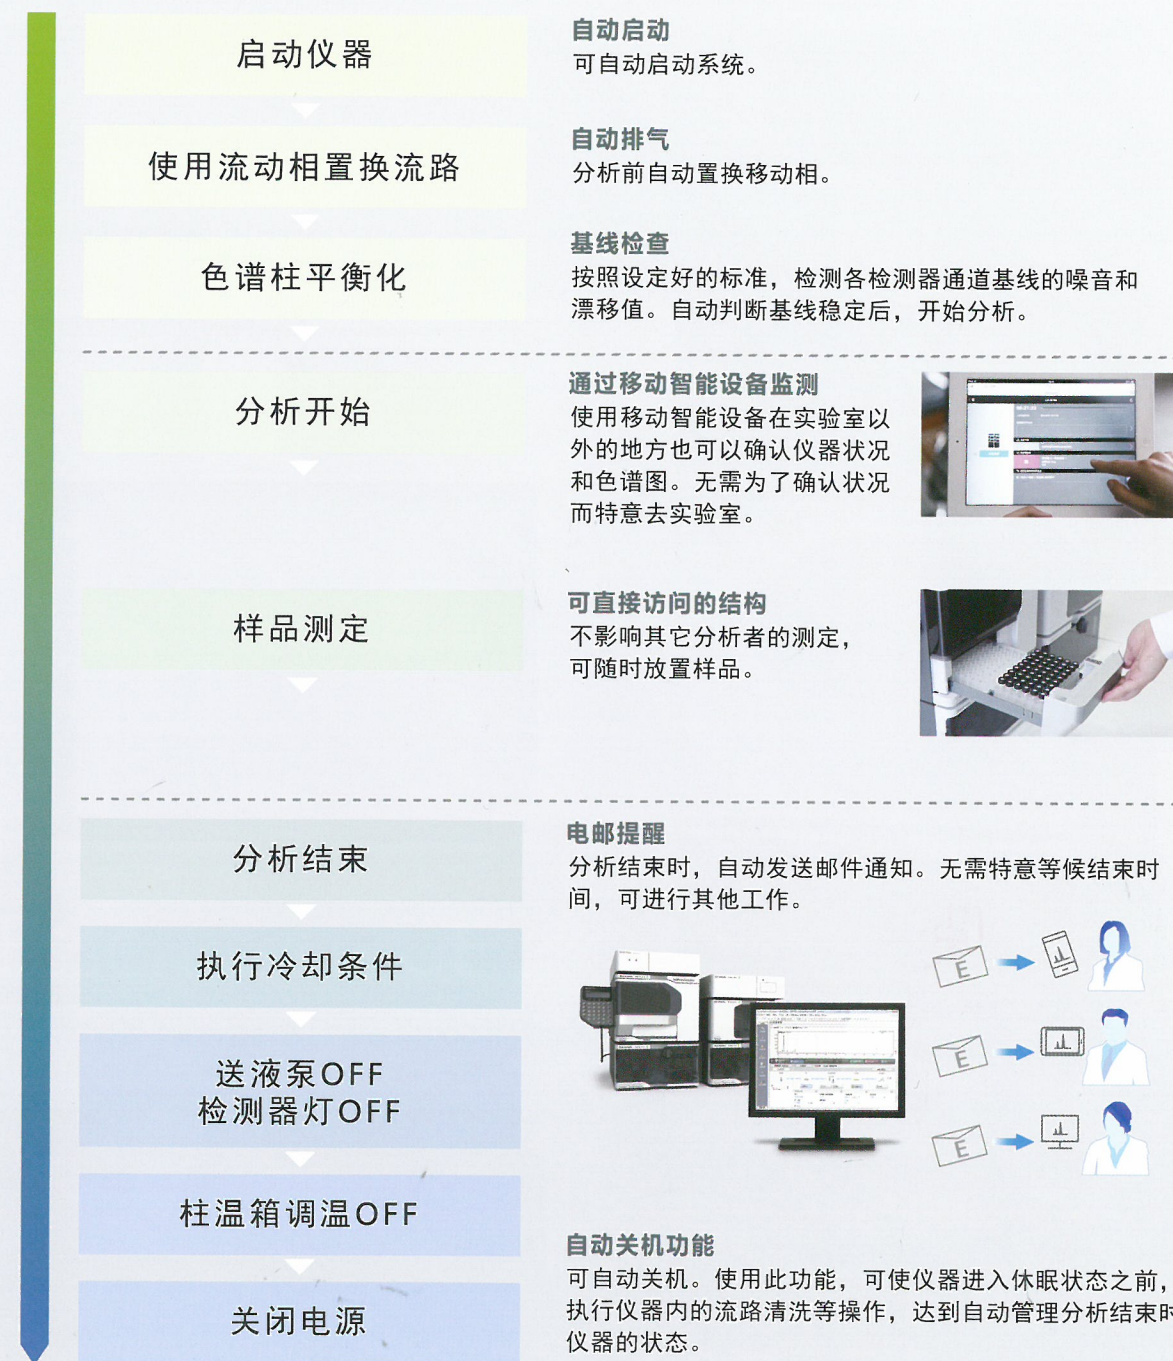 启动仪器
自动启动
可自动启动系统。
使用流动相置换流路
自动排气
分析前自动置换移动相。
色谱柱平衡化
基线检查
按照设定好的标准，检测各检测器通道基线的噪音和
漂移值。自动判断基线稳定后，开始分析。
分析开始
通过移动智能设备监测
使用移动智能设备在实验室以
外的地方也可以确认仪器状况
和色谱图。无需为了确认状况
而特意去实验室。
样品测定
可直接访问的结构
不影响其它分析者的测定，
可随时放置样品。
分析结束
电邮提醒
分析结束时，自动发送邮件通知。无需特意等候结束时
间，可进行其他工作。
执行冷却条件
E
送液泵OFF
检测器灯OFF
E
E
柱温箱调温OFF
关闭电源
自动关机功能
可自动关机。使用此功能，可使仪器进入休眠状态之前，
执行仪器内的流路清洗等操作，达到自动管理分析结束时
仪器的状态。